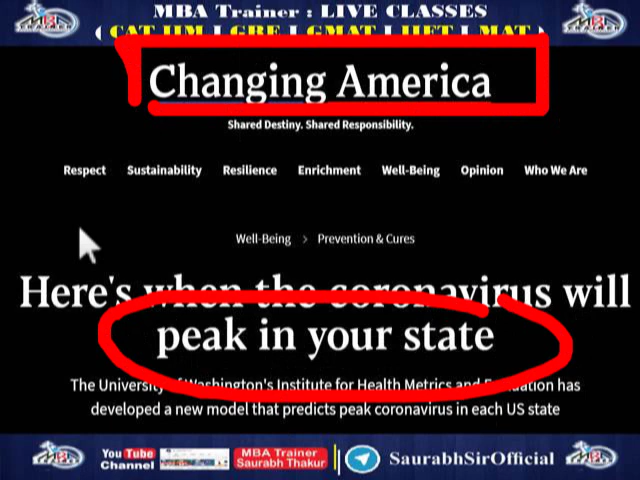 MBA Trainer : LIVE CLASSES
( CAT IIM | GRE | GMAT | IIFT | MAT )
Changing America
Shared Destiny. Shared Responsibility.
Respect Sustainability Resilience Enrichment Well-Being Opinion Who We Are
Well-Being > Prevention & Cures
Here's when the coronavirus will
peak in your state
The University of Washington's Institute for Health Metrics and Foundation has
developed a new model that predicts peak coronavirus in each US state
You Tube MBA Trainer SaurabhSirOfficial
Channel Saurabh Thakur